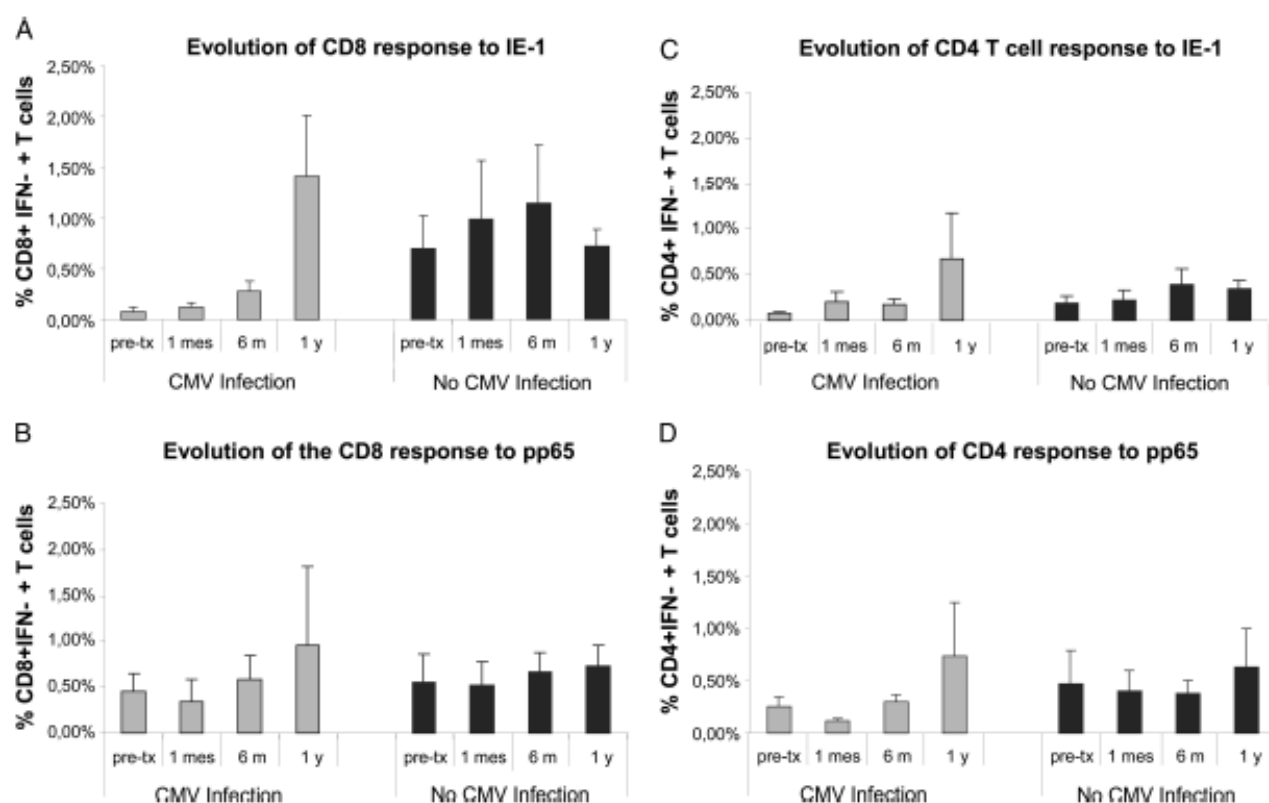 A
Evolution of CD8 response to IE-1
% CD8+ IFN- + T cells
2,50%
2,00%
1,50%
1,00%
0,50%
0,00%
pre-tx 1 mes 6 m 1 y pre-tx 1 mes 6 m 1 y
CMV Infection No CMV Infection
C
Evolution of CD4 T cell response to IE-1
% CD4+ IFN- + T cells
2,50%
2,00%
1,50%
1,00%
0,50%
0,00%
pre-tx 1 mes 6 m 1 y pre-tx 1 mes 6 m 1 y
CMV Infection No CMV Infection
B
Evolution of the CD8 response to pp65
% CD8+IFN- + T cells
2,50%
2,00%
1,50%
1,00%
0,50%
0,00%
pre-tx 1 mes 6 m 1 y pre-tx 1 mes 6 m 1 y
CMV Infection No CMV Infection
D
Evolution of CD4 response to pp65
% CD4+IFN- + T cells
2,50%
2,00%
1,50%
1,00%
0,50%
0,00%
pre-tx 1 mes 6 m 1 y pre-tx 1 mes 6 m 1 y
CMV Infection No CMV Infection